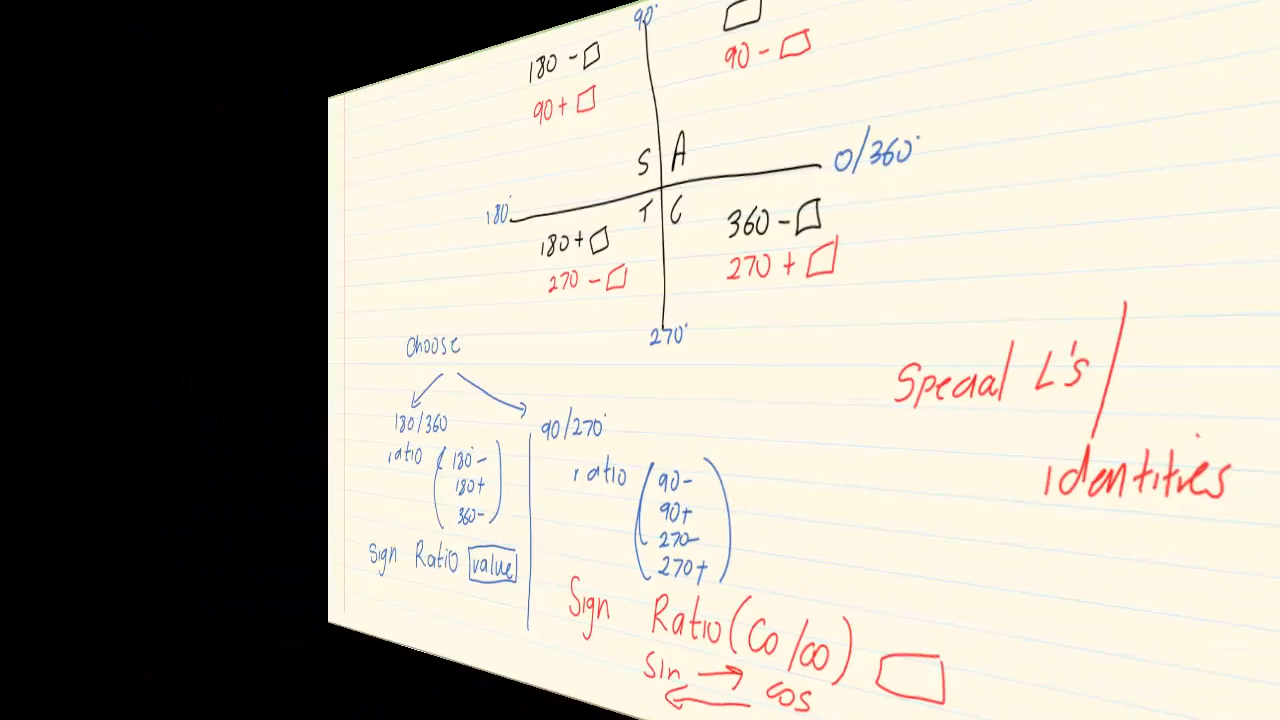 90°
180 - □
90 - □
90 + □
S A
0/360°
180°
T C
360 - □
180 + □
270 + □
270 - □
270°
choose
Special L's /
180/360
90/270°
identities
ratio ( 180° -
180 +
360 - )
ratio ( 90 -
90 +
270 -
270 + )
Sign Ratio value
Sign Ratio (Co/co) □
sin → cos
←